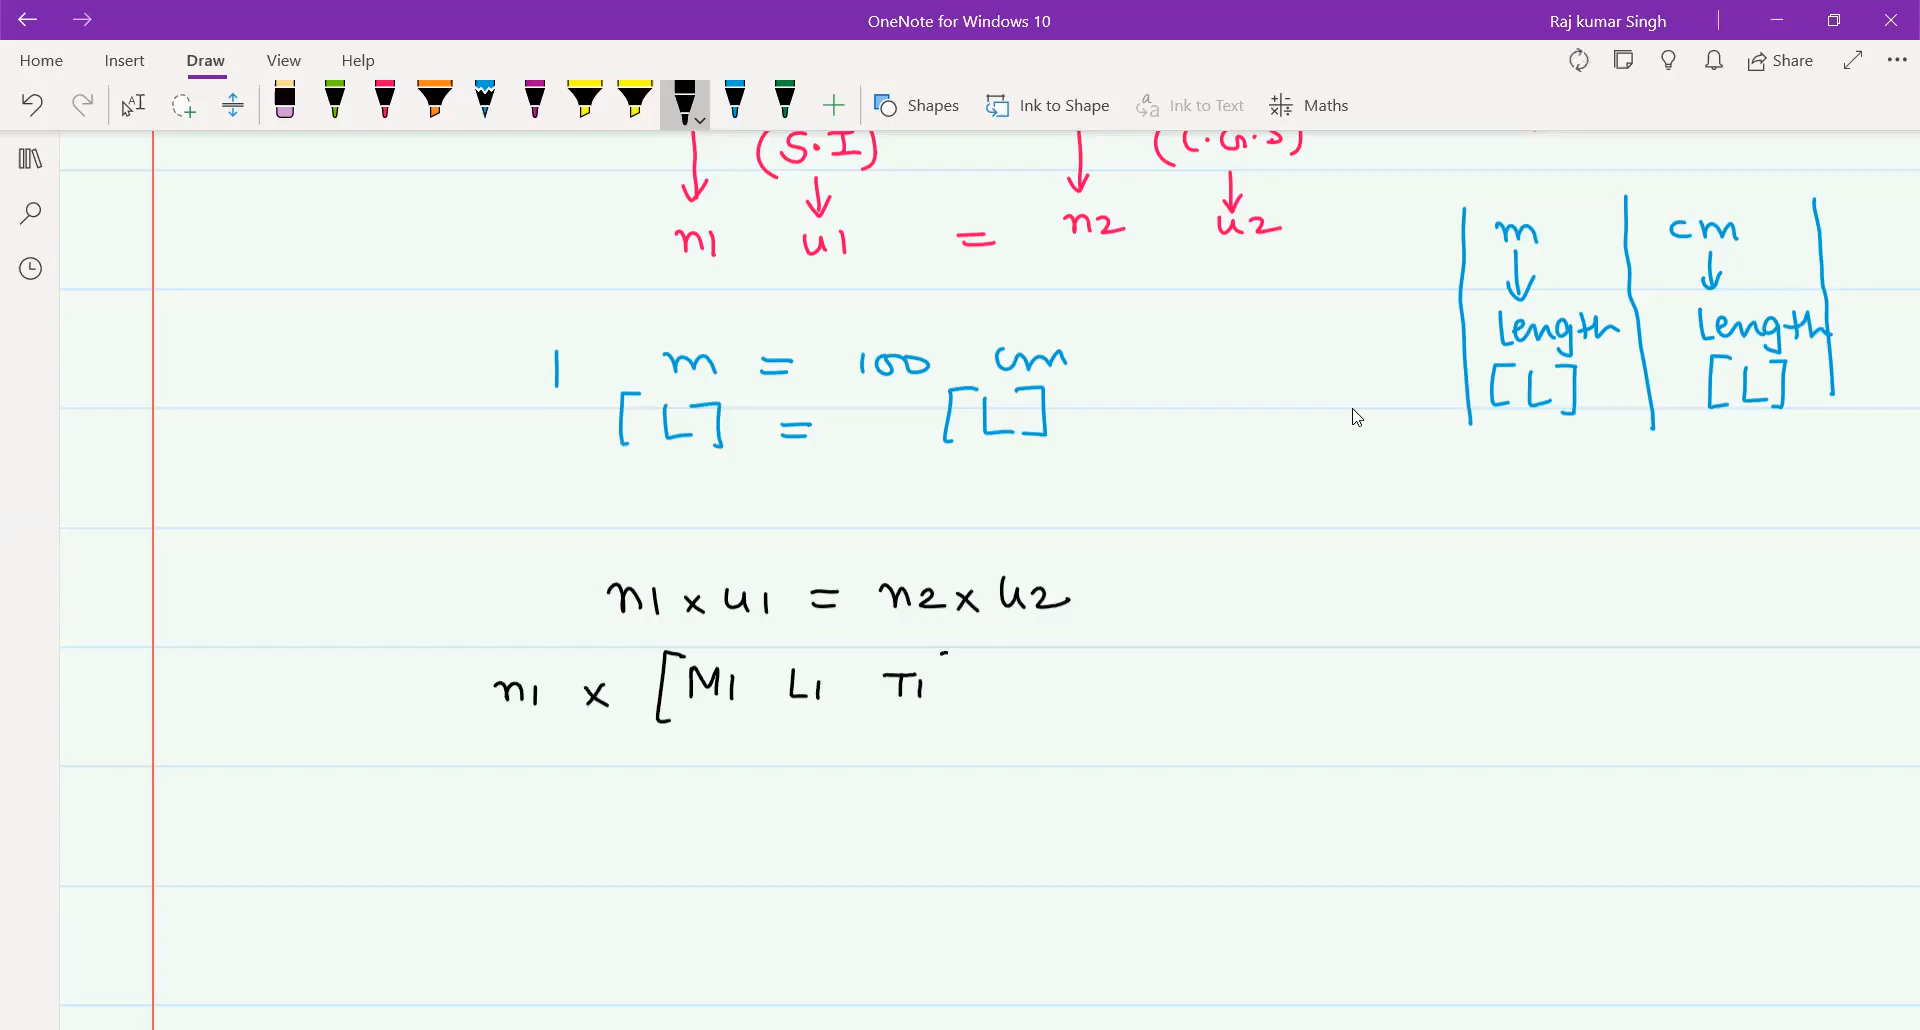 OneNote for Windows 10 Raj kumar Singh
Home Insert Draw View Help Share
Shapes Ink to Shape Ink to Text Maths
(S.I) (C.G.S)
n1 u1 = n2 u2
m cm
↓ ↓
length length
[L] [L]
1 m = 100 cm
[L] = [L]
n1 × u1 = n2 × u2
n1 × [M1 L1 T1